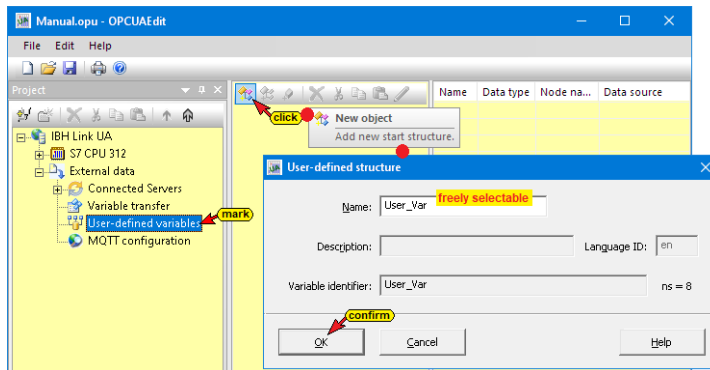 Manual.opu - OPCUAEdit
File Edit Help
Project
Name Data type Node na... Data source
click
New object
Add new start structure.
IBH Link UA
S7 CPU 312
External data
Connected Servers
Variable transfer
User-defined variables
mark
MQTT configuration
User-defined structure
Name: User_Var
freely selectable
Description: Language ID: en
Variable identifier: User_Var ns = 8
confirm
OK Cancel Help